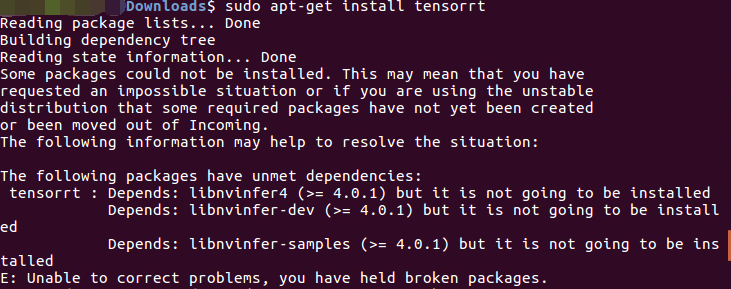 Downloads$ sudo apt-get install tensorrt
Reading package lists... Done
Building dependency tree
Reading state information... Done
Some packages could not be installed. This may mean that you have
requested an impossible situation or if you are using the unstable
distribution that some required packages have not yet been created
or been moved out of Incoming.
The following information may help to resolve the situation:

The following packages have unmet dependencies:
 tensorrt : Depends: libnvinfer4 (>= 4.0.1) but it is not going to be installed
            Depends: libnvinfer-dev (>= 4.0.1) but it is not going to be install
ed
            Depends: libnvinfer-samples (>= 4.0.1) but it is not going to be ins
talled
E: Unable to correct problems, you have held broken packages.